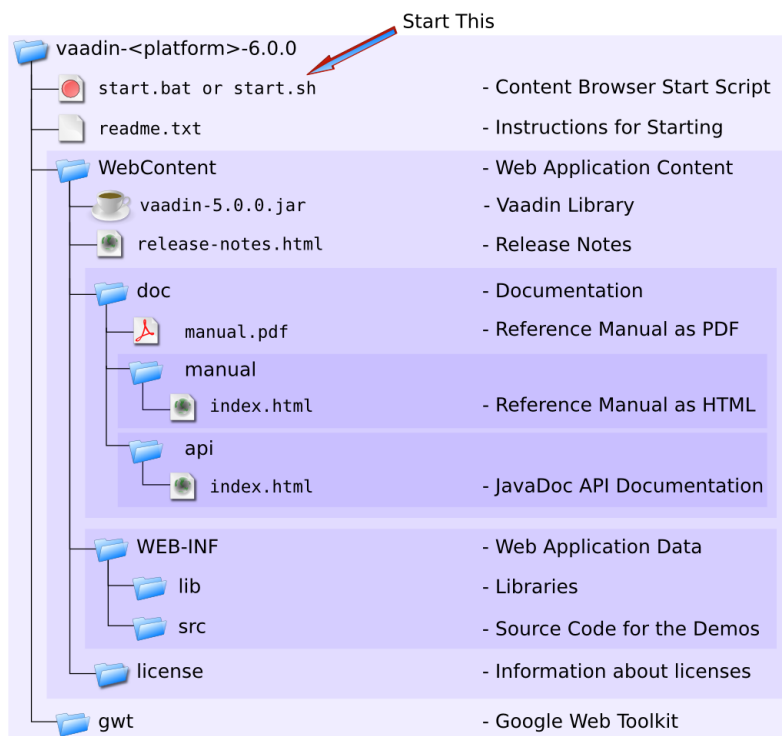 Start This
vaadin-<platform>-6.0.0
start.bat or start.sh - Content Browser Start Script
readme.txt - Instructions for Starting
WebContent - Web Application Content
vaadin-5.0.0.jar - Vaadin Library
release-notes.html - Release Notes
doc - Documentation
manual.pdf - Reference Manual as PDF
manual
index.html - Reference Manual as HTML
api
index.html - JavaDoc API Documentation
WEB-INF - Web Application Data
lib - Libraries
src - Source Code for the Demos
license - Information about licenses
gwt - Google Web Toolkit